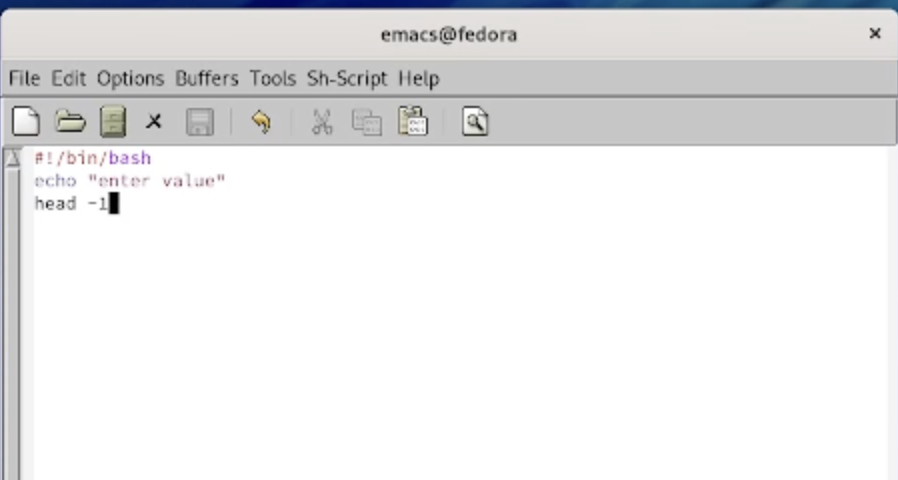 emacs@fedora
File Edit Options Buffers Tools Sh-Script Help
#!/bin/bash
echo "enter value"
head -1